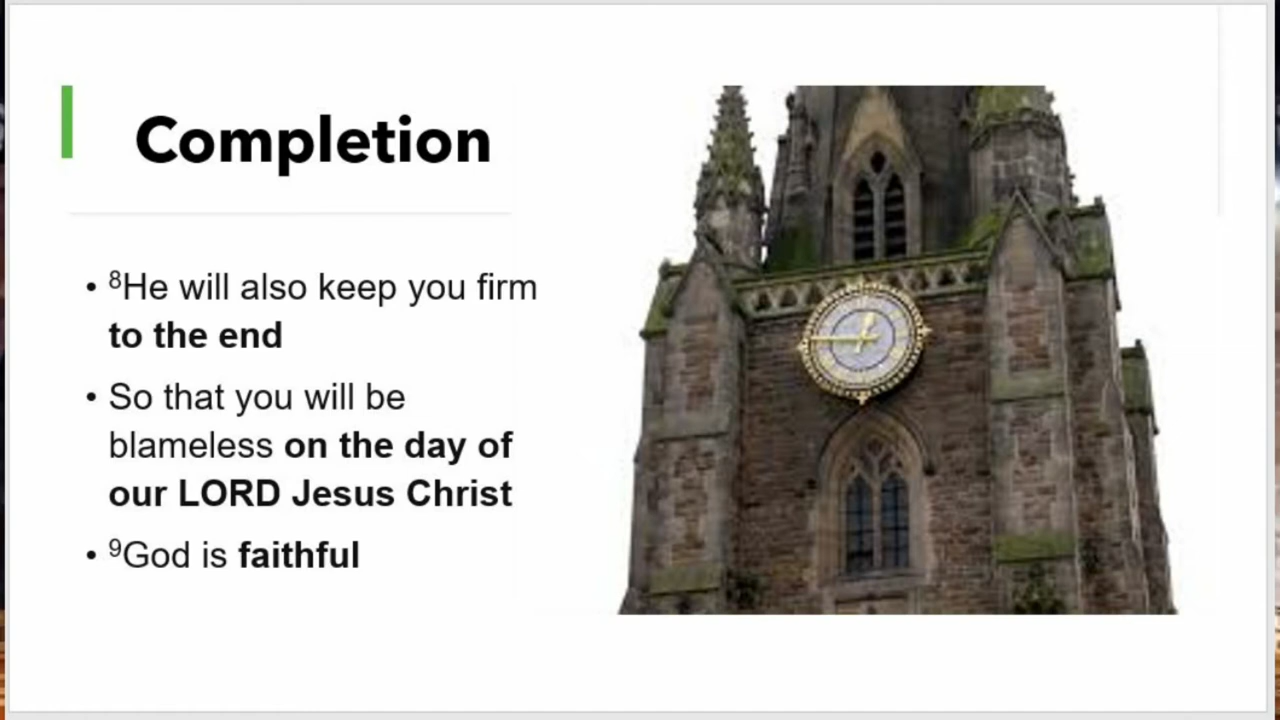 Completion
• ⁸He will also keep you firm
to the end
• So that you will be
blameless on the day of
our LORD Jesus Christ
• ⁹God is faithful